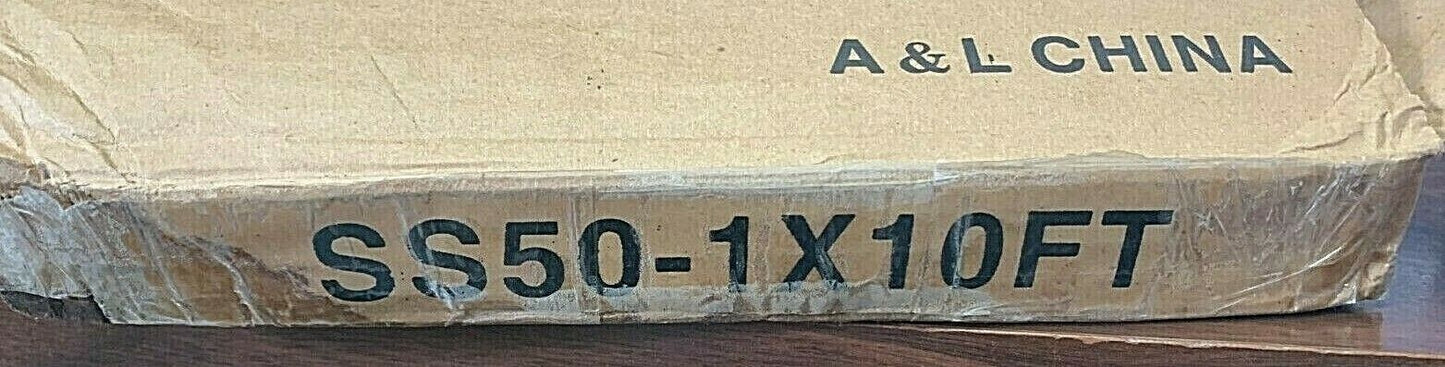 A & L CHINA
SS50-1X10FT